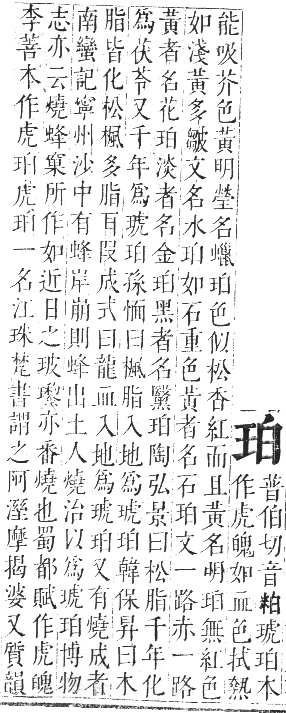 珀
普伯切音粕琥珀木
作虎魄如血色拭熱
能吸芥色黃明瑩名蠟珀色似松香紅而且黃名明珀無紅色
如淺黃多皺文名水珀如石重色黃者名石珀文一路赤一路
黃者名花珀淡者名金珀黑者名黳珀陶弘景曰松脂千年化
爲茯苓又千年爲琥珀孫愐曰楓脂入地爲琥珀韓保昇曰木
脂皆化松楓多脂耳段成式曰龍血入地爲琥珀又有燒成者
南蠻記寧州沙中有蜂岸崩則蜂出土人燒治以爲琥珀博物
志亦云燒蜂窠所作如近日之玻瓈亦番燒也蜀都賦作虎魄
李善本作虎珀虎珀一名江珠梵書謂之阿溼摩揭婆又質韻